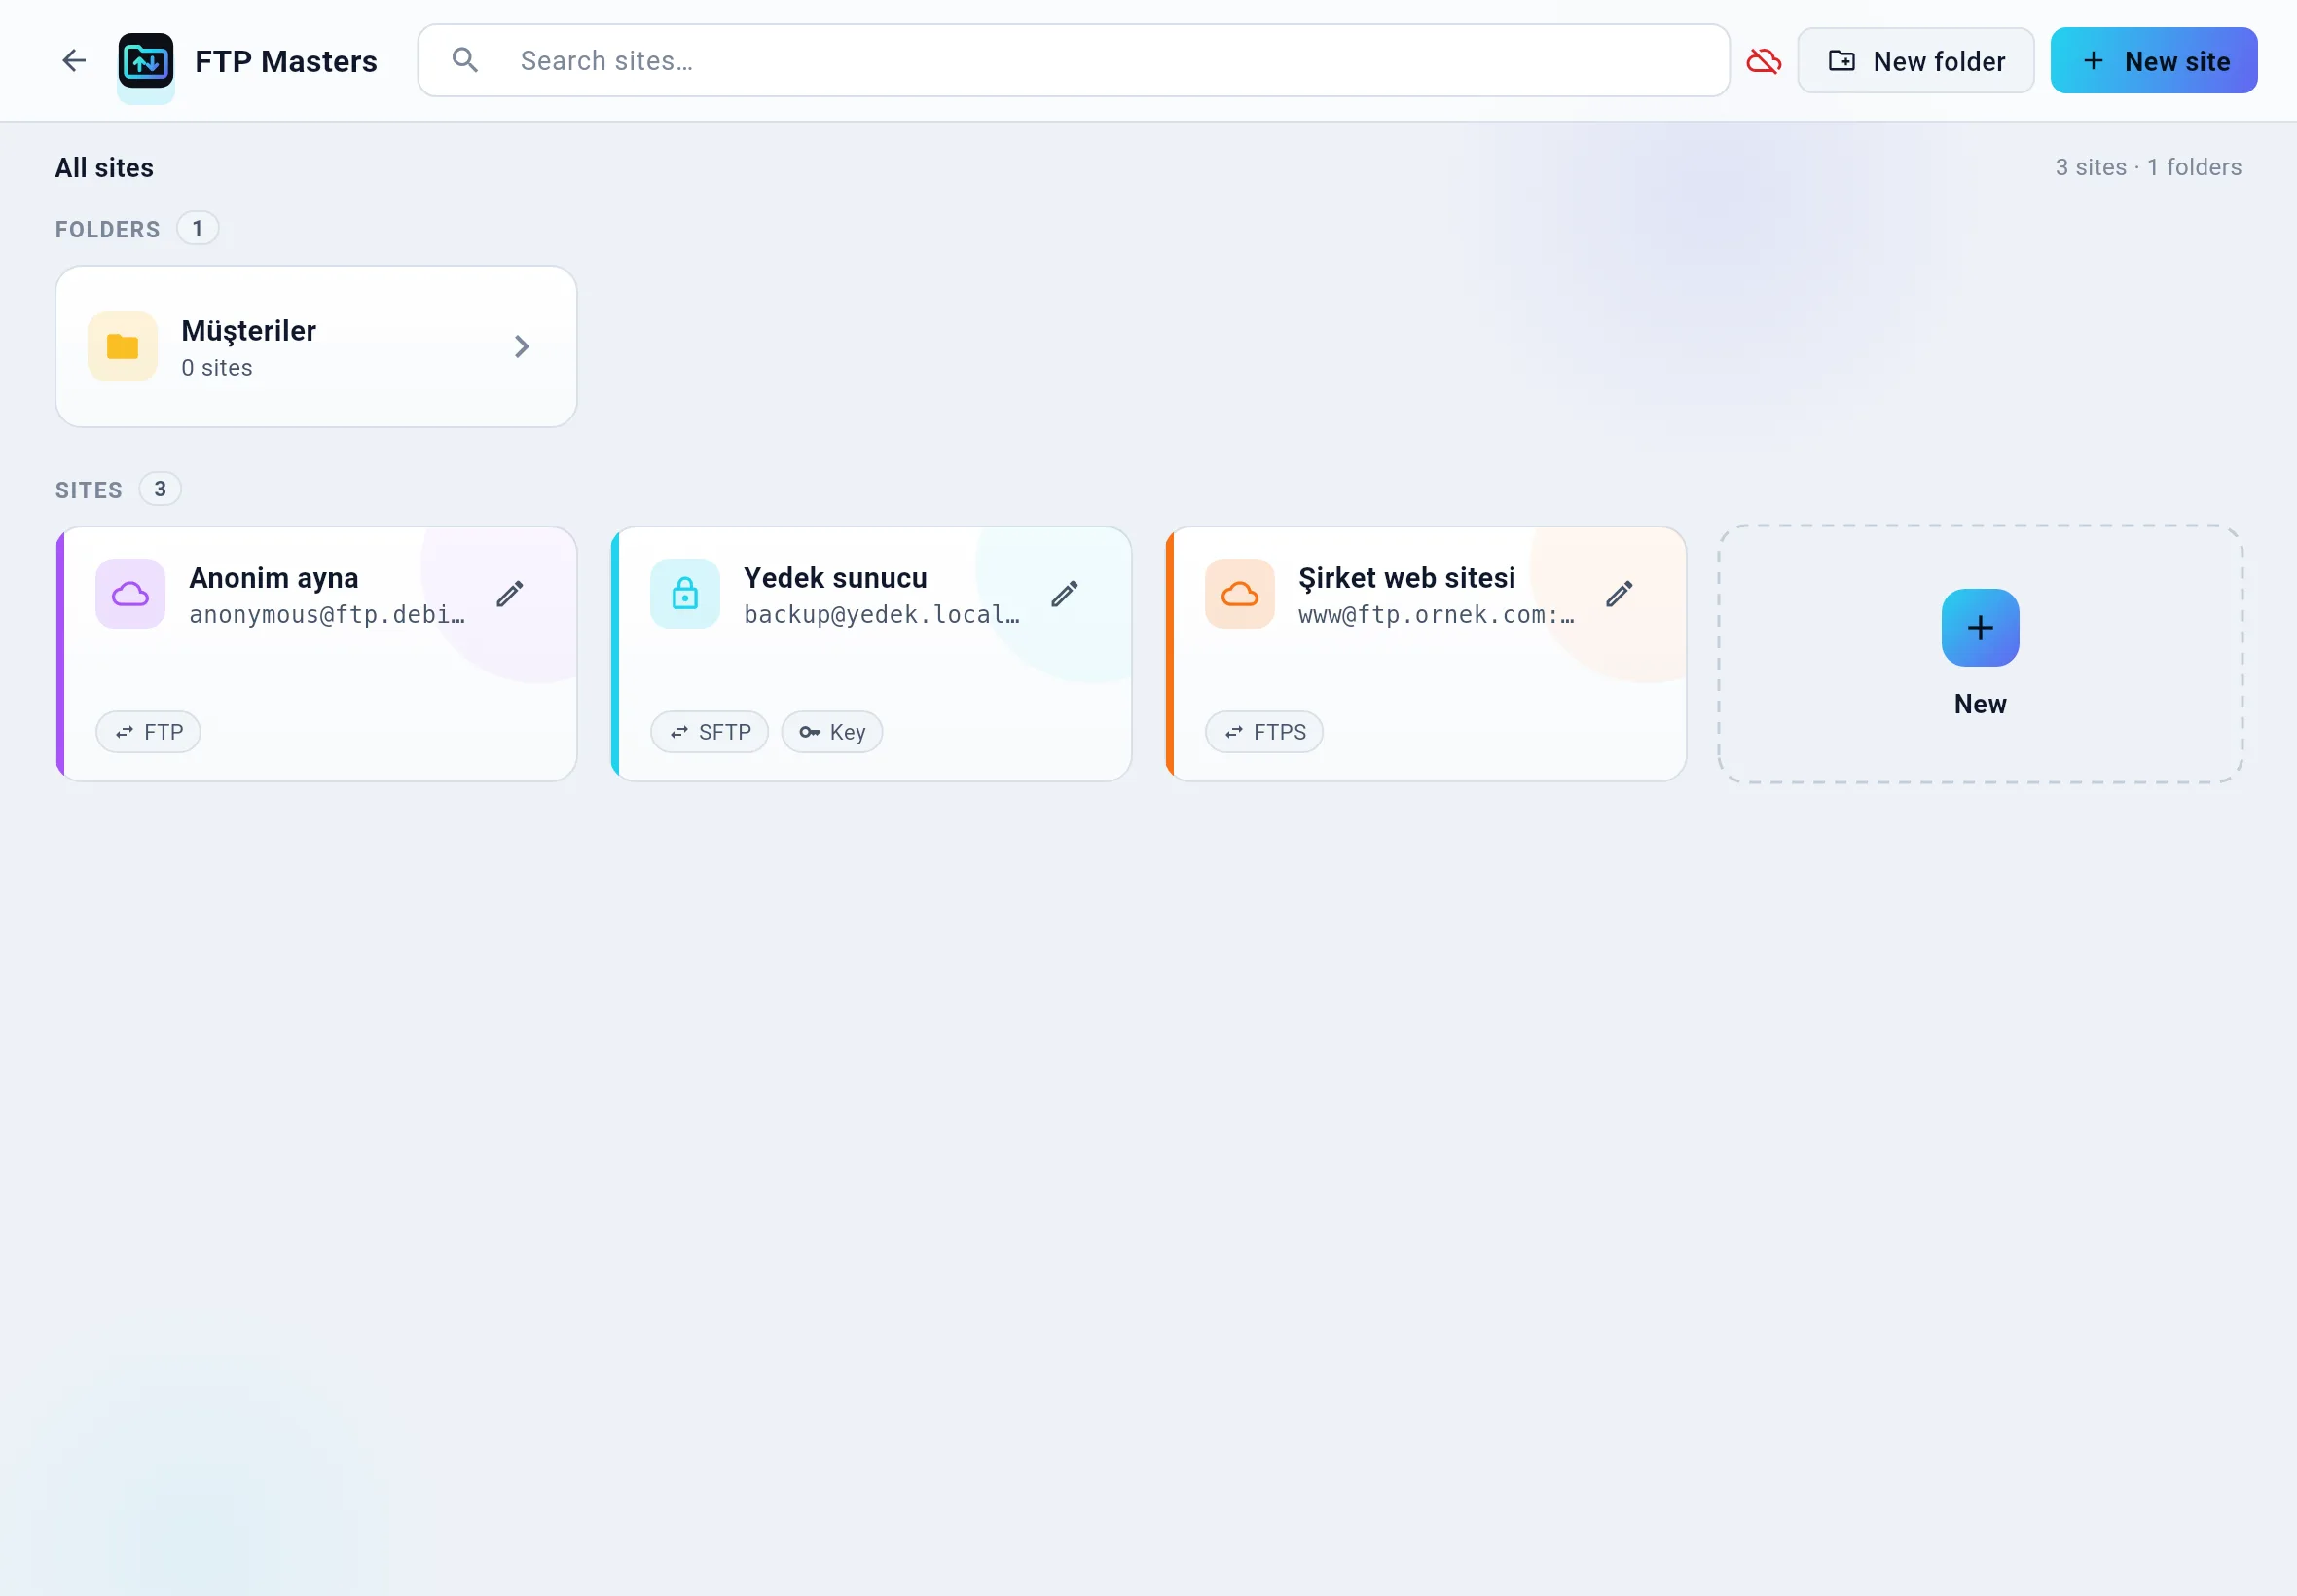 FTP Masters
Search sites…
New folder
New site
All sites
3 sites · 1 folders
FOLDERS 1
Müşteriler
0 sites
SITES 3
Anonim ayna
anonymous@ftp.debi…
FTP
Yedek sunucu
backup@yedek.local…
SFTP
Key
Şirket web sitesi
www@ftp.ornek.com:…
FTPS
New